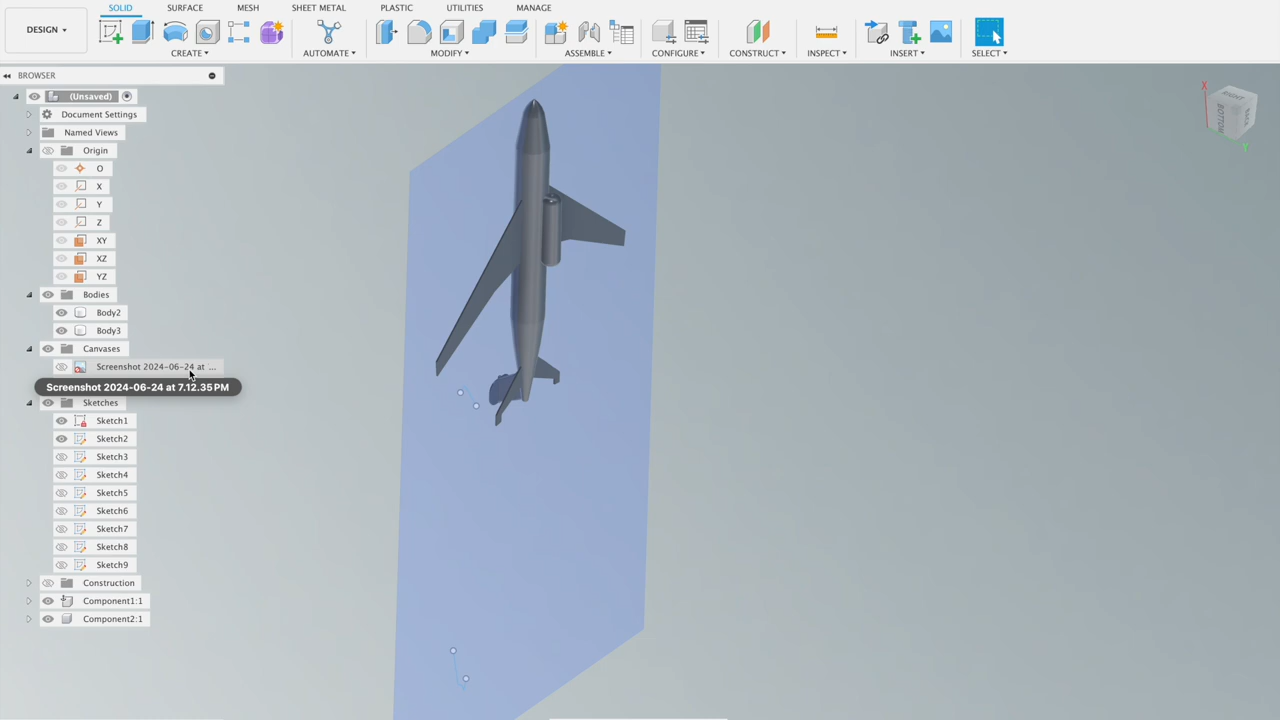 SOLID SURFACE MESH SHEET METAL PLASTIC UTILITIES MANAGE
DESIGN
CREATE AUTOMATE MODIFY ASSEMBLE CONFIGURE CONSTRUCT INSPECT INSERT SELECT
BROWSER
(Unsaved)
Document Settings
Named Views
Origin
O
X
Y
Z
XY
XZ
YZ
Bodies
Body2
Body3
Canvases
Screenshot 2024-06-24 at ...
Screenshot 2024-06-24 at 7.12.35 PM
Sketches
Sketch1
Sketch2
Sketch3
Sketch4
Sketch5
Sketch6
Sketch7
Sketch8
Sketch9
Construction
Component1:1
Component2:1
X
RIGHT
BOTTOM
Y